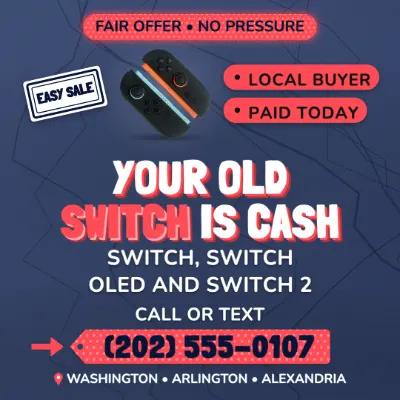 FAIR OFFER • NO PRESSURE
EASY SALE
• LOCAL BUYER
• PAID TODAY
YOUR OLD
SWITCH IS CASH
SWITCH, SWITCH
OLED AND SWITCH 2
CALL OR TEXT
(202) 555-0107
WASHINGTON • ARLINGTON • ALEXANDRIA